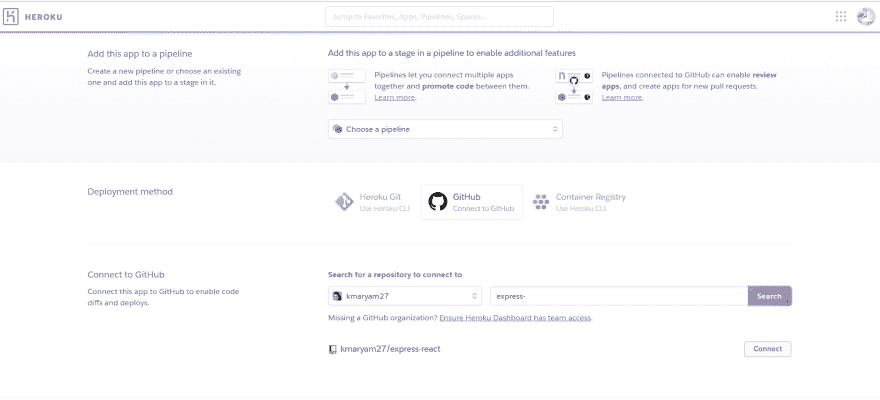 HEROKU
Jump to Favorites, Apps, Pipelines, Spaces...
Add this app to a pipeline
Create a new pipeline or choose an existing
one and add this app to a stage in it.
Add this app to a stage in a pipeline to enable additional features
Pipelines let you connect multiple apps
together and promote code between them.
Learn more.
Pipelines connected to GitHub can enable review
apps, and create apps for new pull requests.
Learn more.
Choose a pipeline
Deployment method
Heroku Git
Use Heroku CLI
GitHub
Connect to GitHub
Container Registry
Use Heroku CLI
Connect to GitHub
Connect this app to GitHub to enable code
diffs and deploys.
Search for a repository to connect to
kmaryam27
express-
Search
Missing a GitHub organization? Ensure Heroku Dashboard has team access.
kmaryam27/express-react
Connect